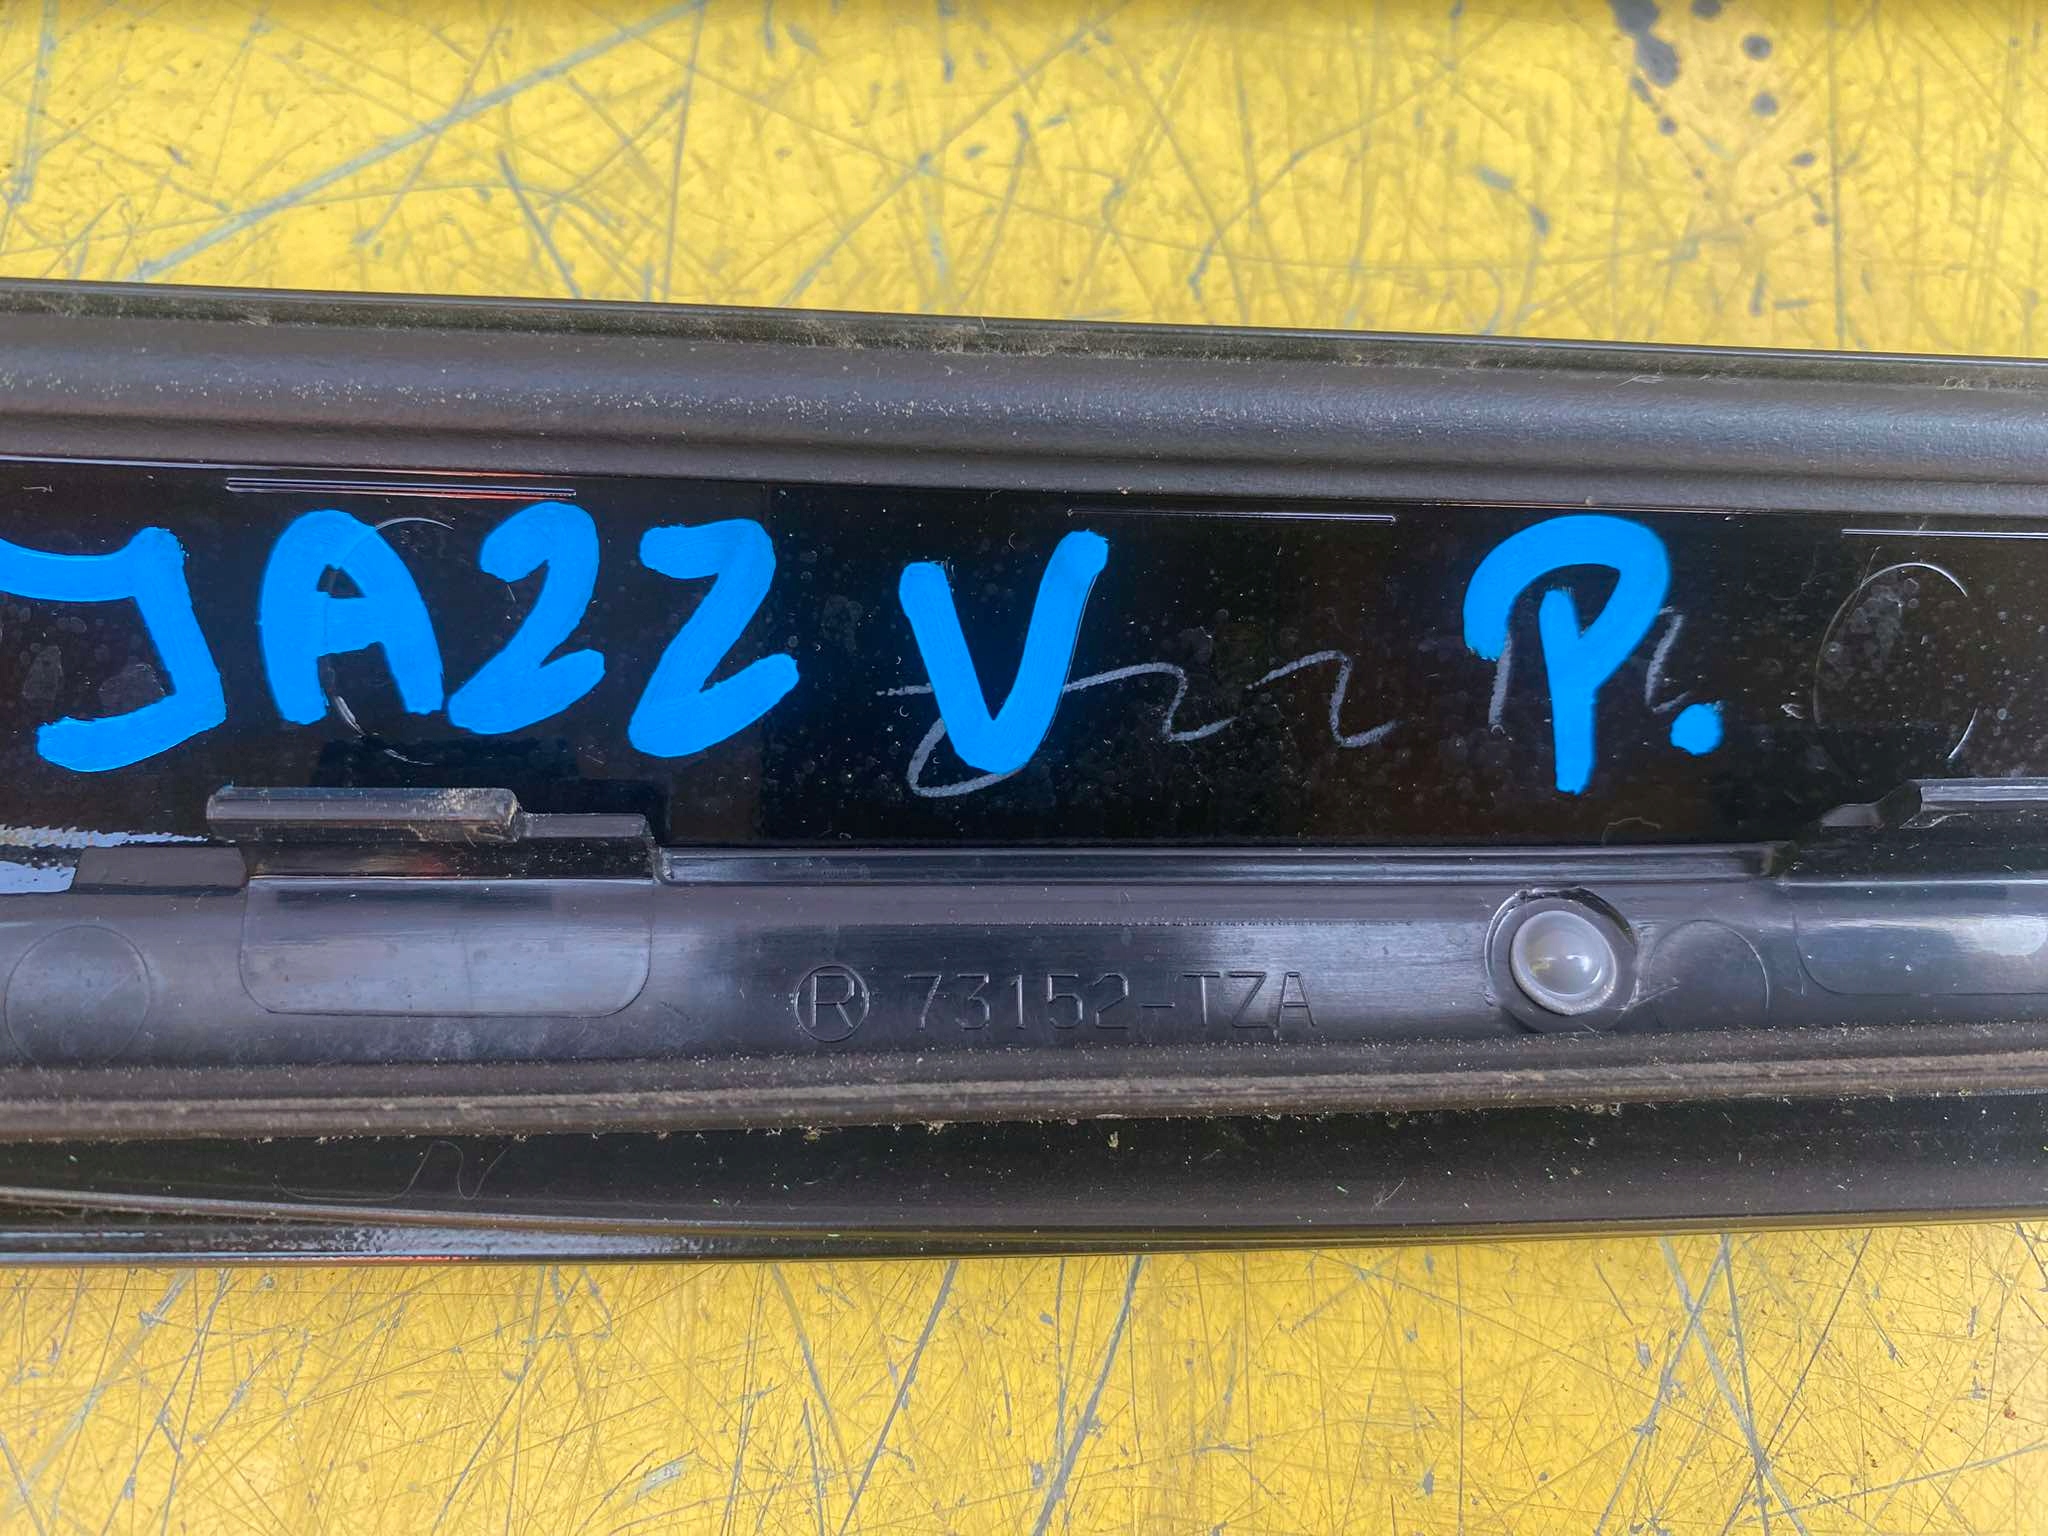 JAZZ V P.
Ⓡ 73152-TZA